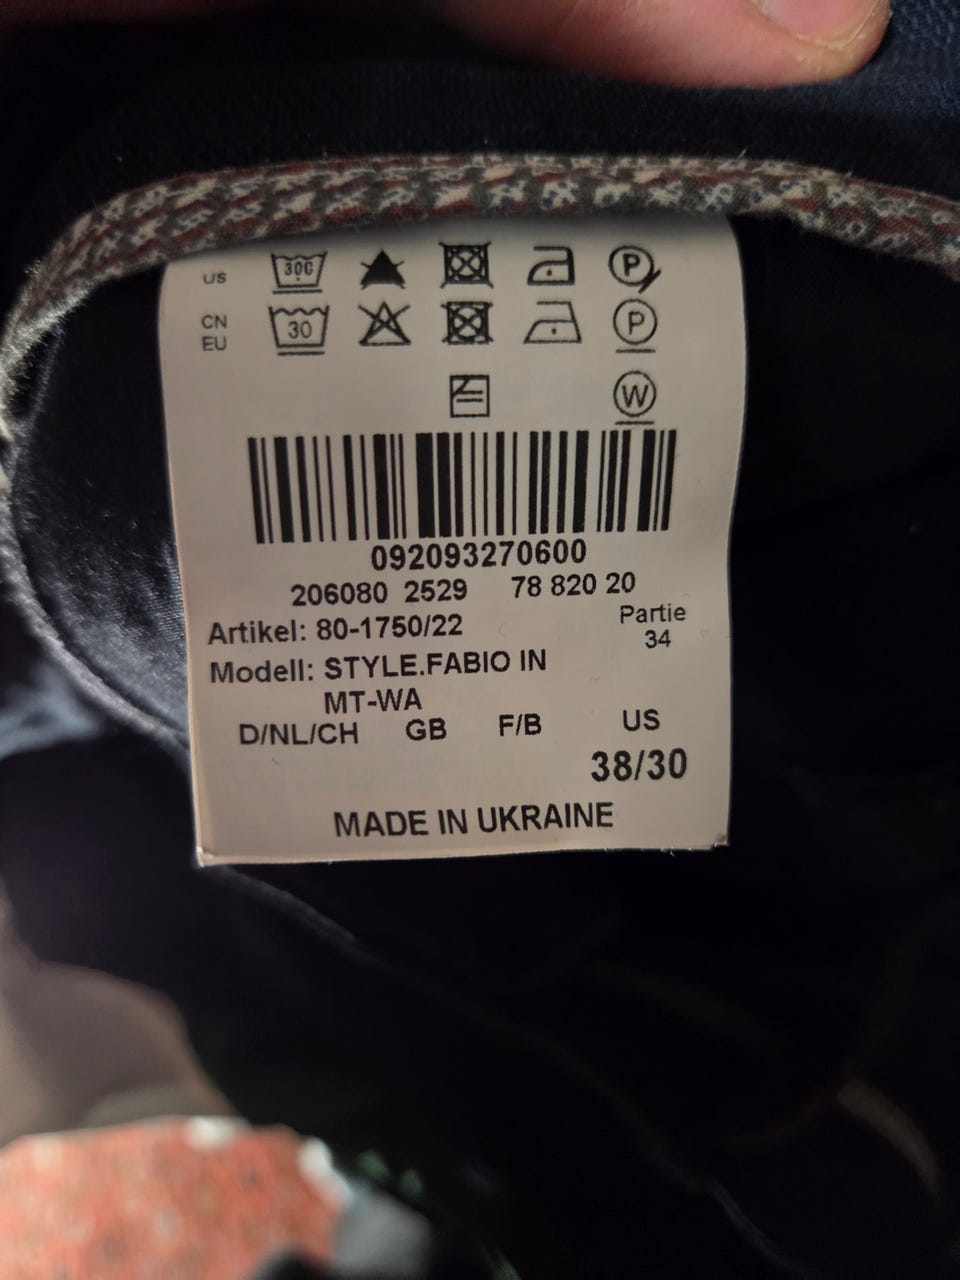 US 30C P
CN
EU 30 P
W
092093270600
206080 2529 78 820 20
Artikel: 80-1750/22 Partie
34
Modell: STYLE.FABIO IN
MT-WA
D/NL/CH GB F/B US
38/30
MADE IN UKRAINE